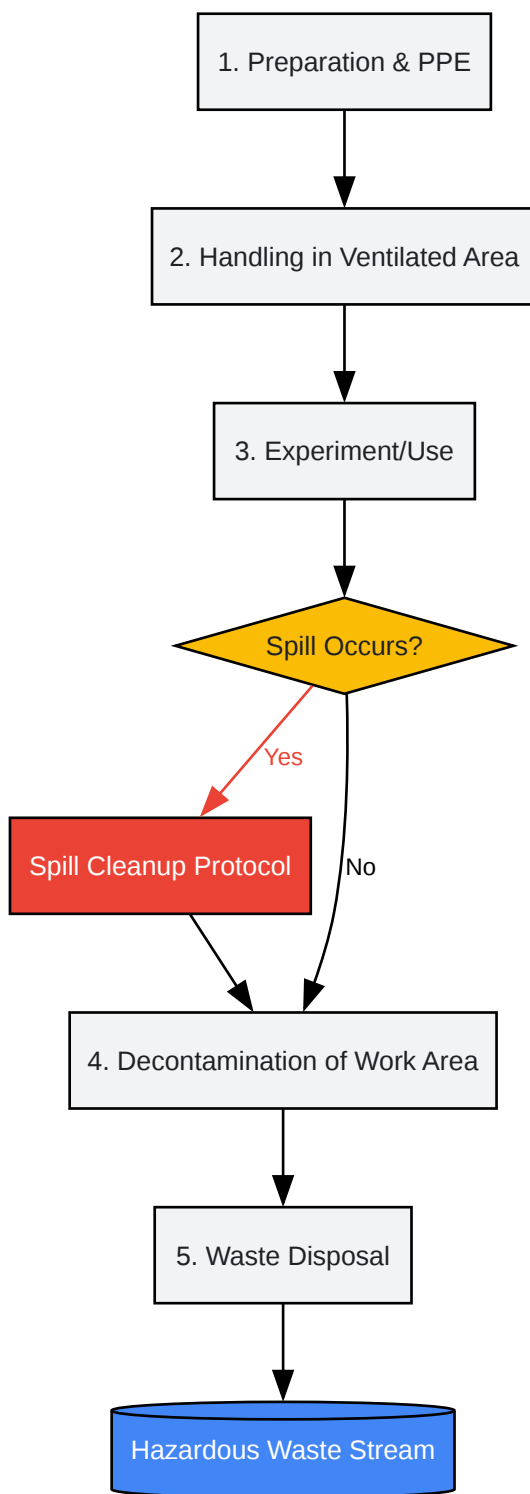 1. Preparation & PPE
2. Handling in Ventilated Area
3. Experiment/Use
Spill Occurs?
Yes
Spill Cleanup Protocol
No
4. Decontamination of Work Area
5. Waste Disposal
Hazardous Waste Stream